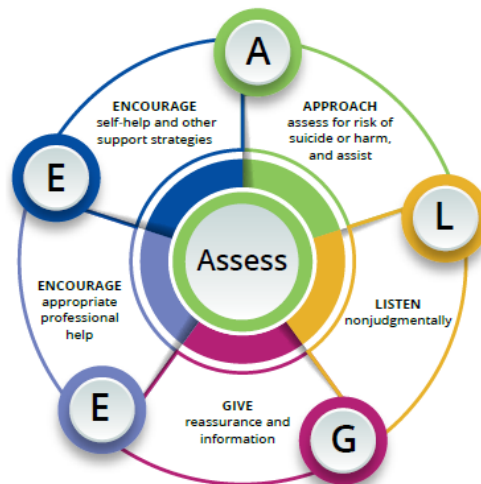 A
APPROACH
assess for risk of
suicide or harm,
and assist
L
LISTEN
nonjudgmentally
G
GIVE
reassurance and
information
E
ENCOURAGE
appropriate
professional
help
E
ENCOURAGE
self-help and other
support strategies
Assess